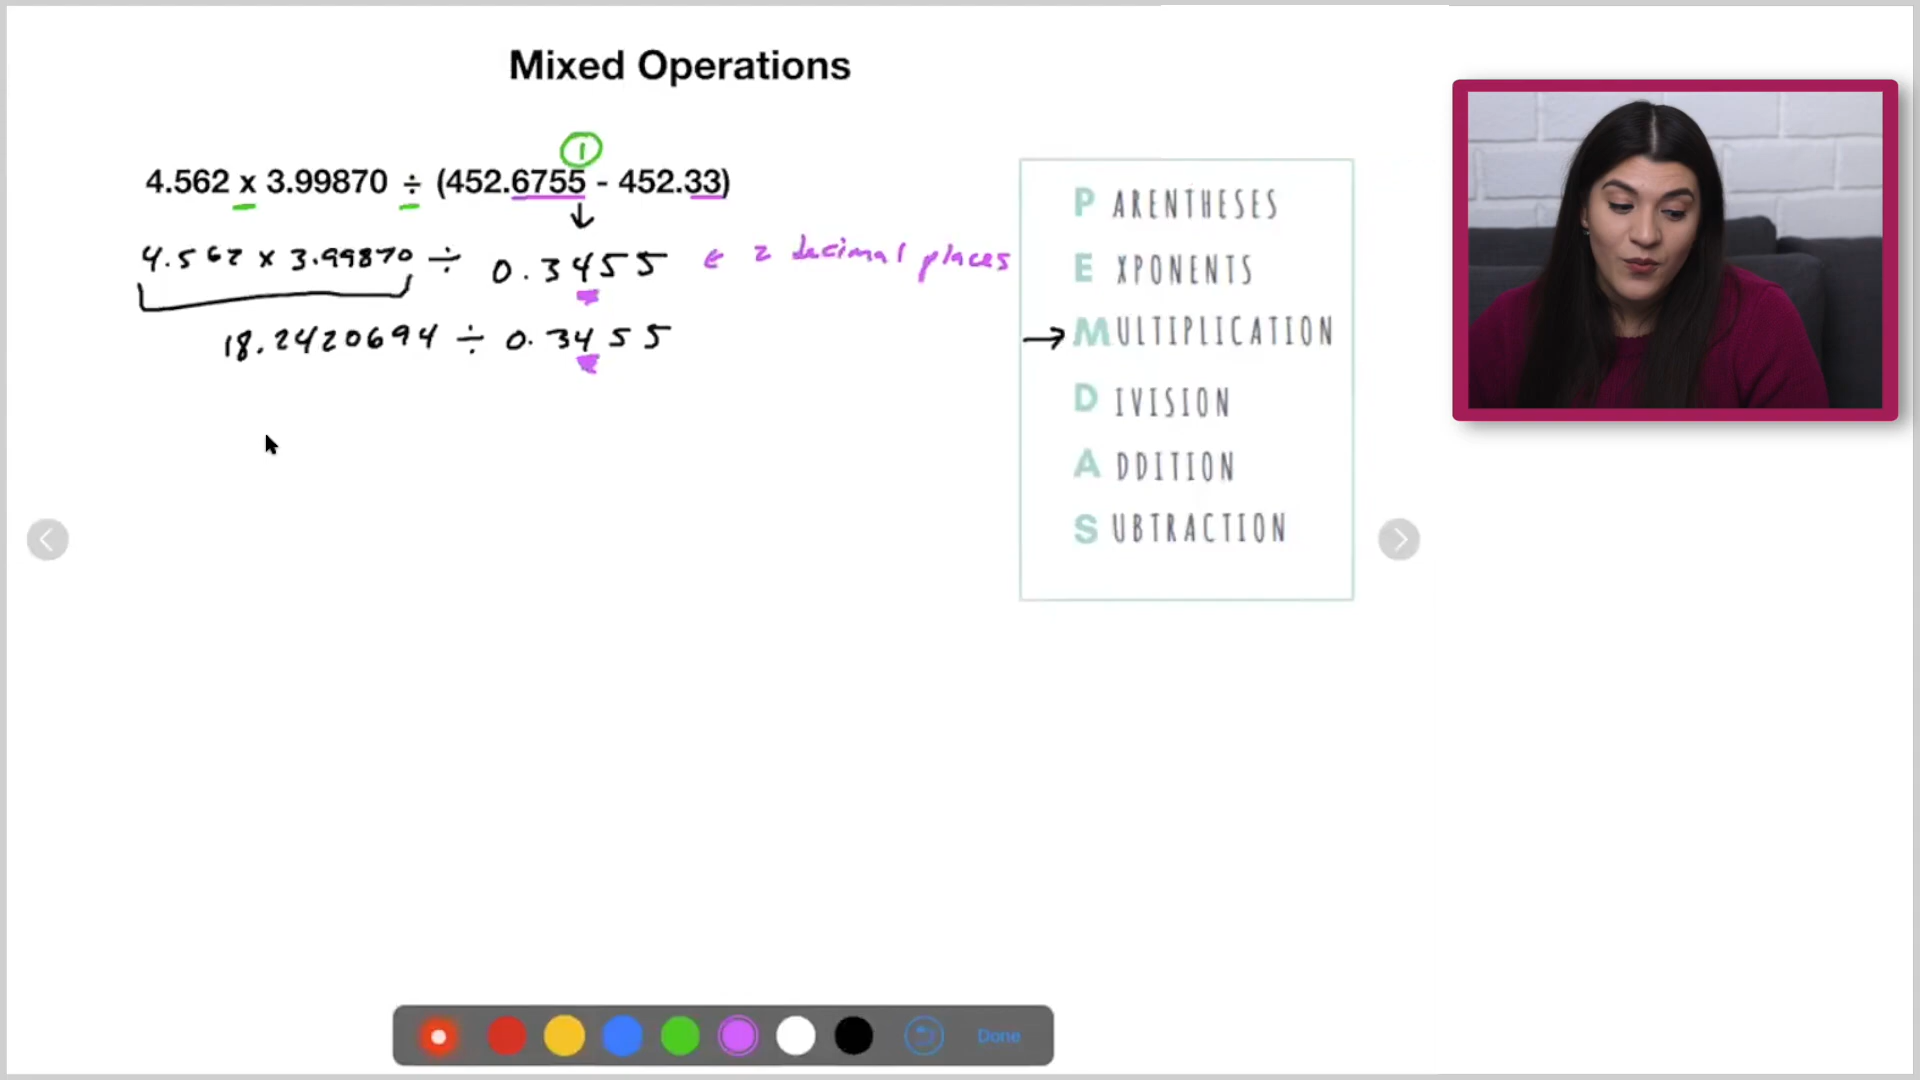 Mixed Operations
1
4.562 x 3.99870 ÷ (452.6755 - 452.33)
4.562 x 3.99870 ÷ 0.3455 ← 2 decimal places
18.2420694 ÷ 0.3455
PARENTHESES
EXPONENTS
→ MULTIPLICATION
DIVISION
ADDITION
SUBTRACTION
Done